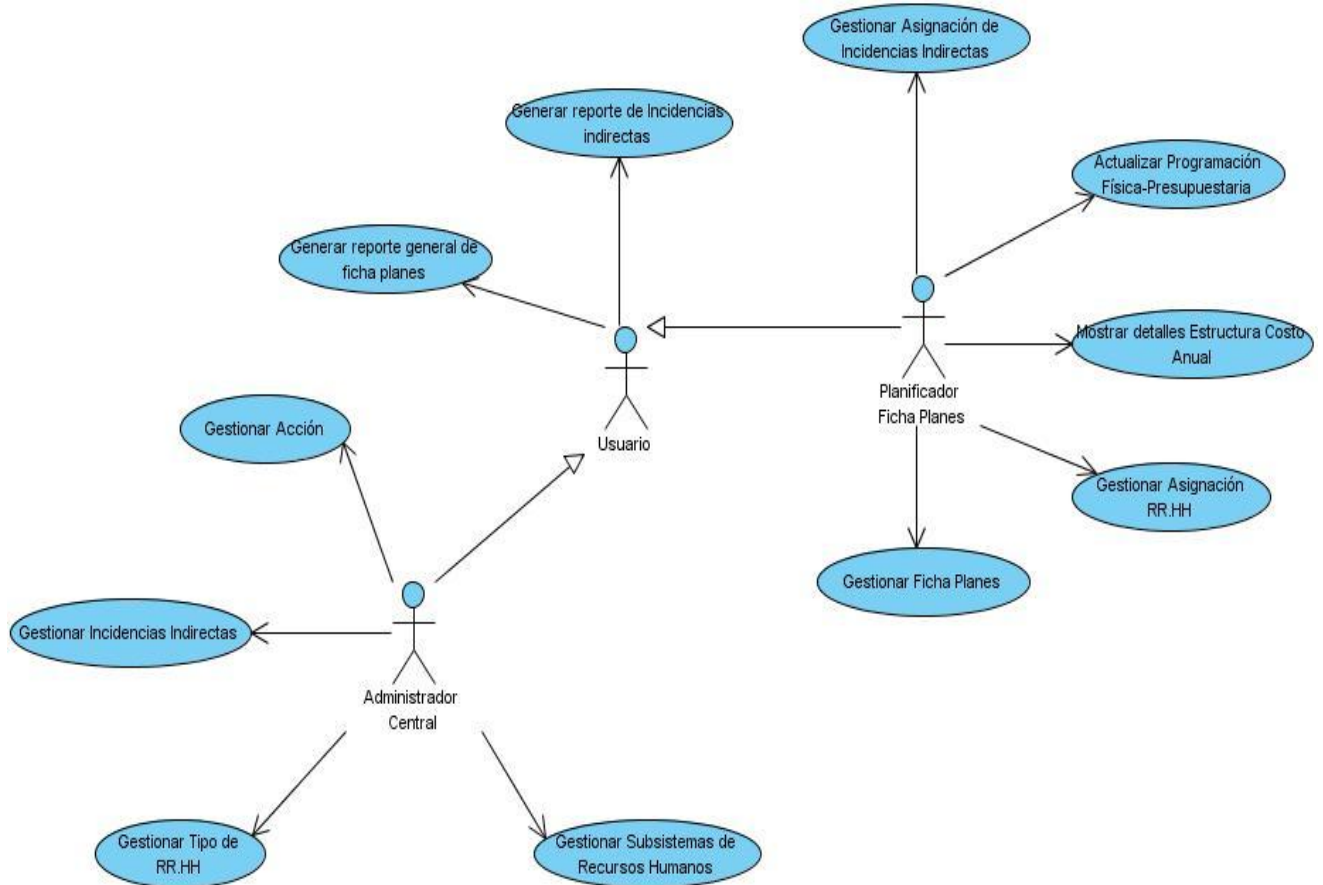 Gestionar Asignación de
Incidencias Indirectas
Generar reporte de Incidencias
indirectas
Actualizar Programación
Física-Presupuestaria
Generar reporte general de
ficha planes
Mostrar detalles Estructura Costo
Anual
Planificador
Ficha Planes
Usuario
Gestionar Acción
Gestionar Asignación
RR.HH
Gestionar Ficha Planes
Gestionar Incidencias Indirectas
Administrador
Central
Gestionar Tipo de
RR.HH
Gestionar Subsistemas de
Recursos Humanos